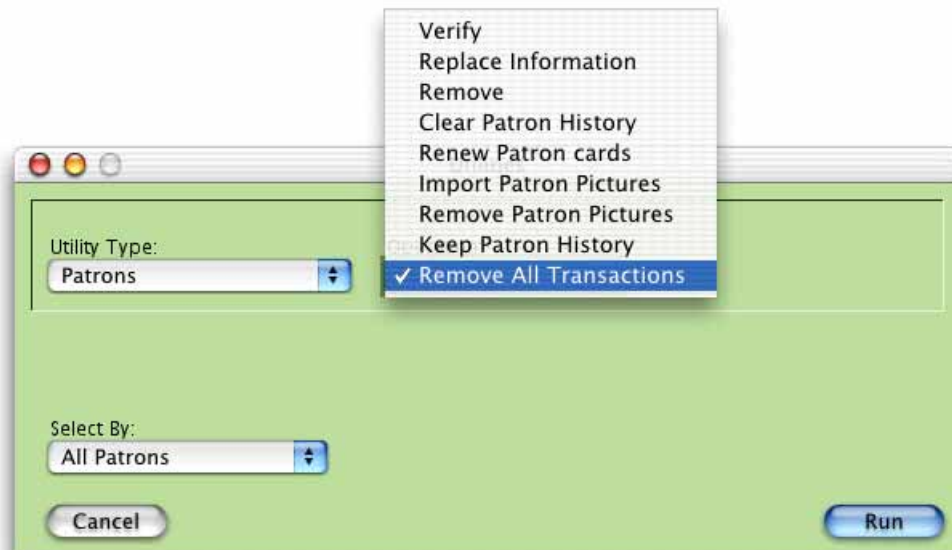 Verify
Replace Information
Remove
Clear Patron History
Renew Patron cards
Import Patron Pictures
Remove Patron Pictures
Keep Patron History
✓ Remove All Transactions
Utility Type:
Patrons
Select By:
All Patrons
Cancel
Run